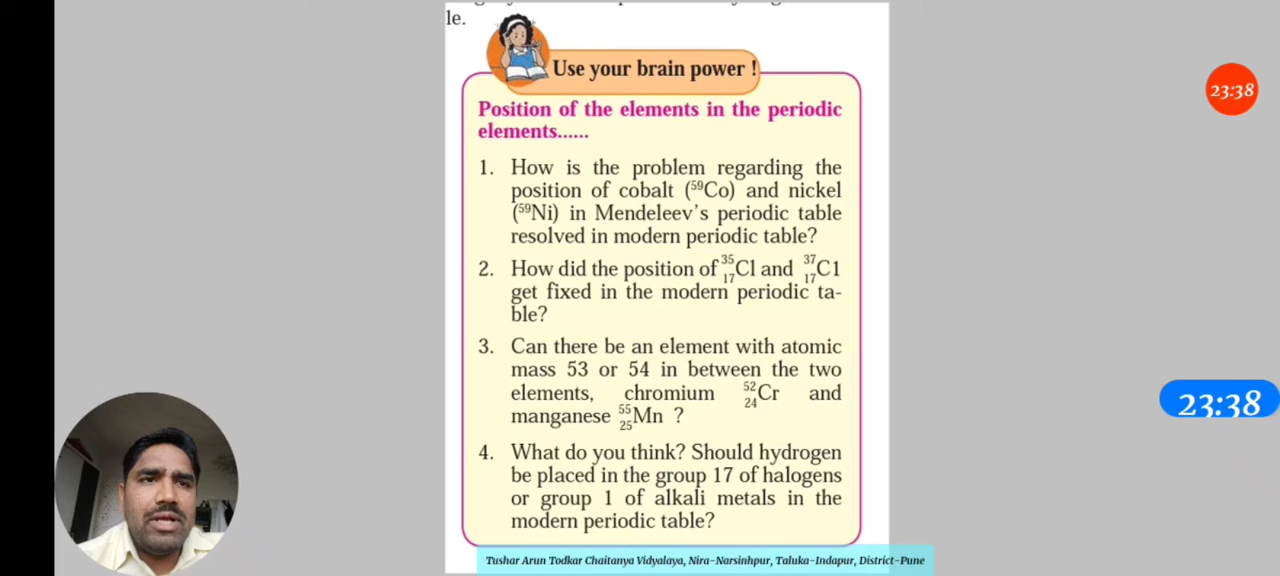 le.
Use your brain power !
Position of the elements in the periodic
elements......
1. How is the problem regarding the
position of cobalt (⁵⁹Co) and nickel
(⁵⁹Ni) in Mendeleev's periodic table
resolved in modern periodic table?
2. How did the position of ³⁵₁₇Cl and ³⁷₁₇C1
get fixed in the modern periodic ta-
ble?
3. Can there be an element with atomic
mass 53 or 54 in between the two
elements, chromium ⁵²₂₄Cr and
manganese ⁵⁵₂₅Mn ?
4. What do you think? Should hydrogen
be placed in the group 17 of halogens
or group 1 of alkali metals in the
modern periodic table?
Tushar Arun Todkar Chaitanya Vidyalaya, Nira-Narsinhpur, Taluka-Indapur, District-Pune
23:38
23:38